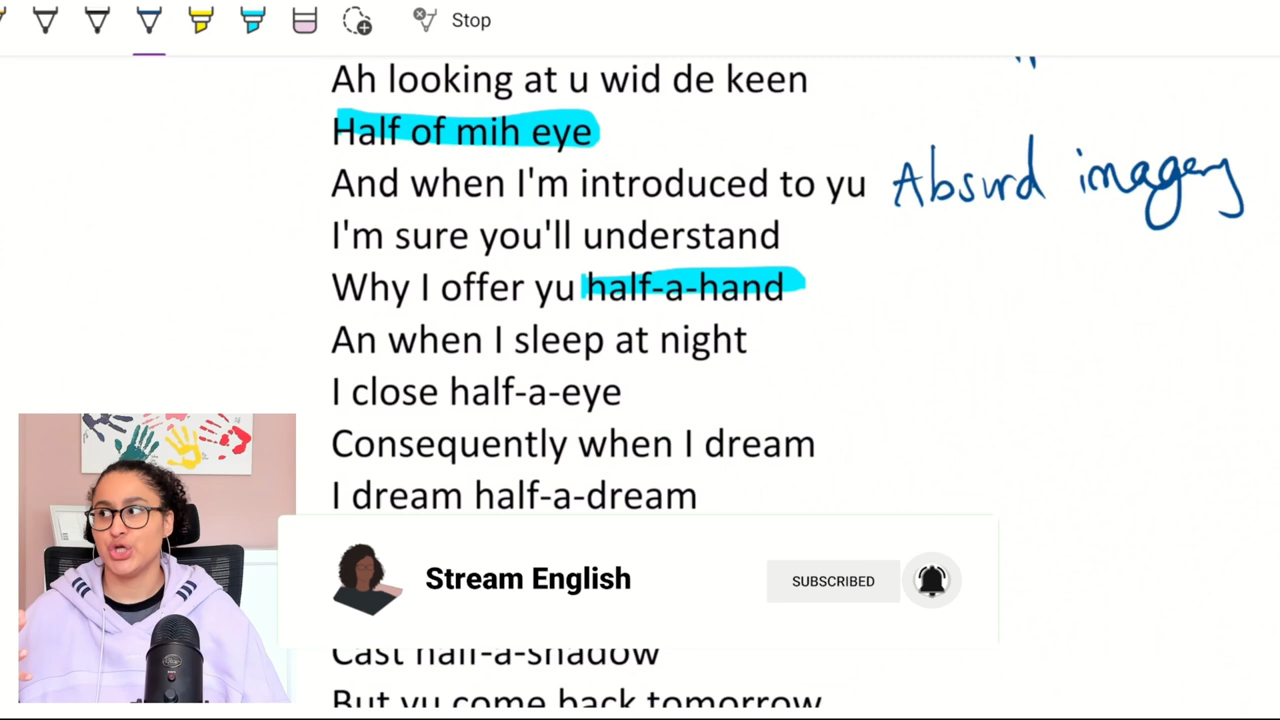 Stop
Ah looking at u wid de keen
Half of mih eye
And when I'm introduced to yu
Absurd imagery
I'm sure you'll understand
Why I offer yu half-a-hand
An when I sleep at night
I close half-a-eye
Consequently when I dream
I dream half-a-dream
Stream English
SUBSCRIBED
Cast half-a-shadow
But yu come back tomorrow